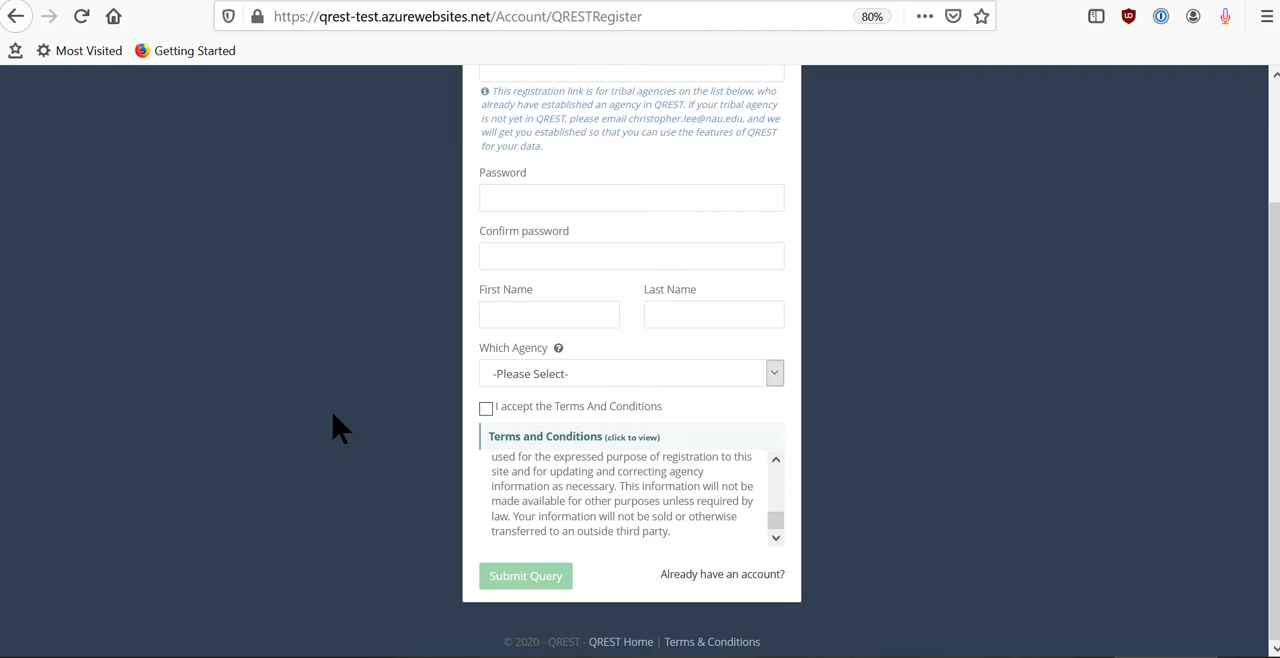 https://qrest-test.azurewebsites.net/Account/QRESTRegister
80%
Most Visited
Getting Started
This registration link is for tribal agencies on the list below, who
already have established an agency in QREST. If your tribal agency
is not yet in QREST, please email christopher.lee@nau.edu, and we
will get you established so that you can use the features of QREST
for your data.
Password
Confirm password
First Name
Last Name
Which Agency
-Please Select-
I accept the Terms And Conditions
Terms and Conditions (click to view)
used for the expressed purpose of registration to this
site and for updating and correcting agency
information as necessary. This information will not be
made available for other purposes unless required by
law. Your information will not be sold or otherwise
transferred to an outside third party.
Submit Query
Already have an account?
© 2020 - QREST - QREST Home | Terms & Conditions